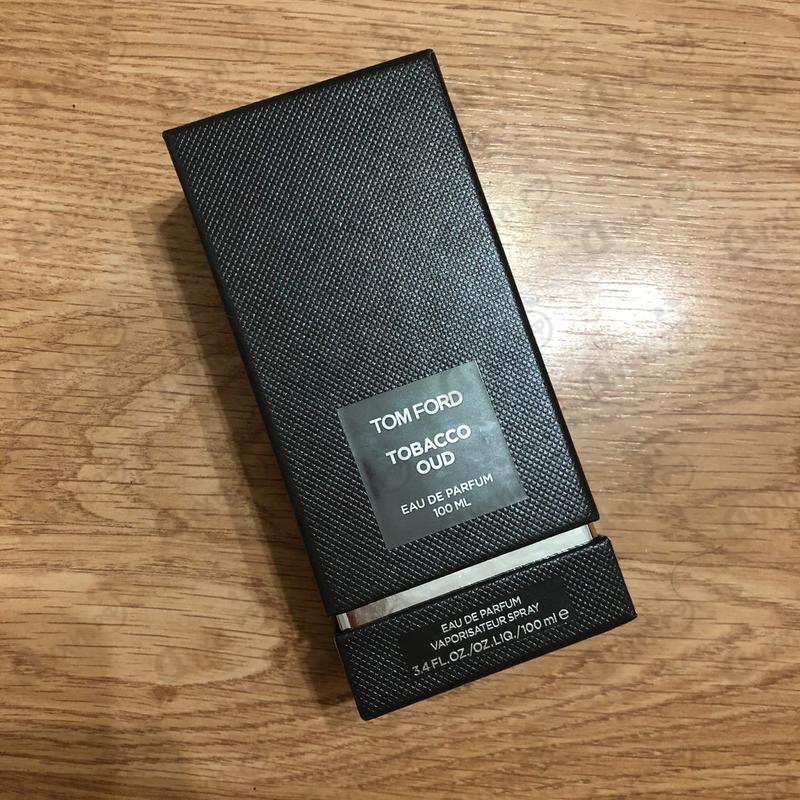 TOM FORD
TOBACCO
OUD
EAU DE PARFUM
100 ML
EAU DE PARFUM
VAPORISATEUR SPRAY
3.4 FL.OZ./OZ.LIQ./100 ml e